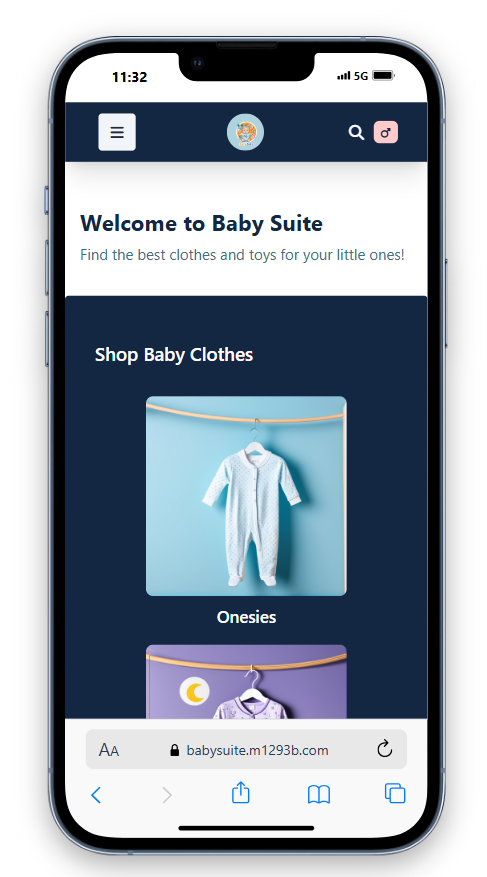 11:32
5G
Welcome to Baby Suite
Find the best clothes and toys for your little ones!
Shop Baby Clothes
Onesies
AA
babysuite.m1293b.com